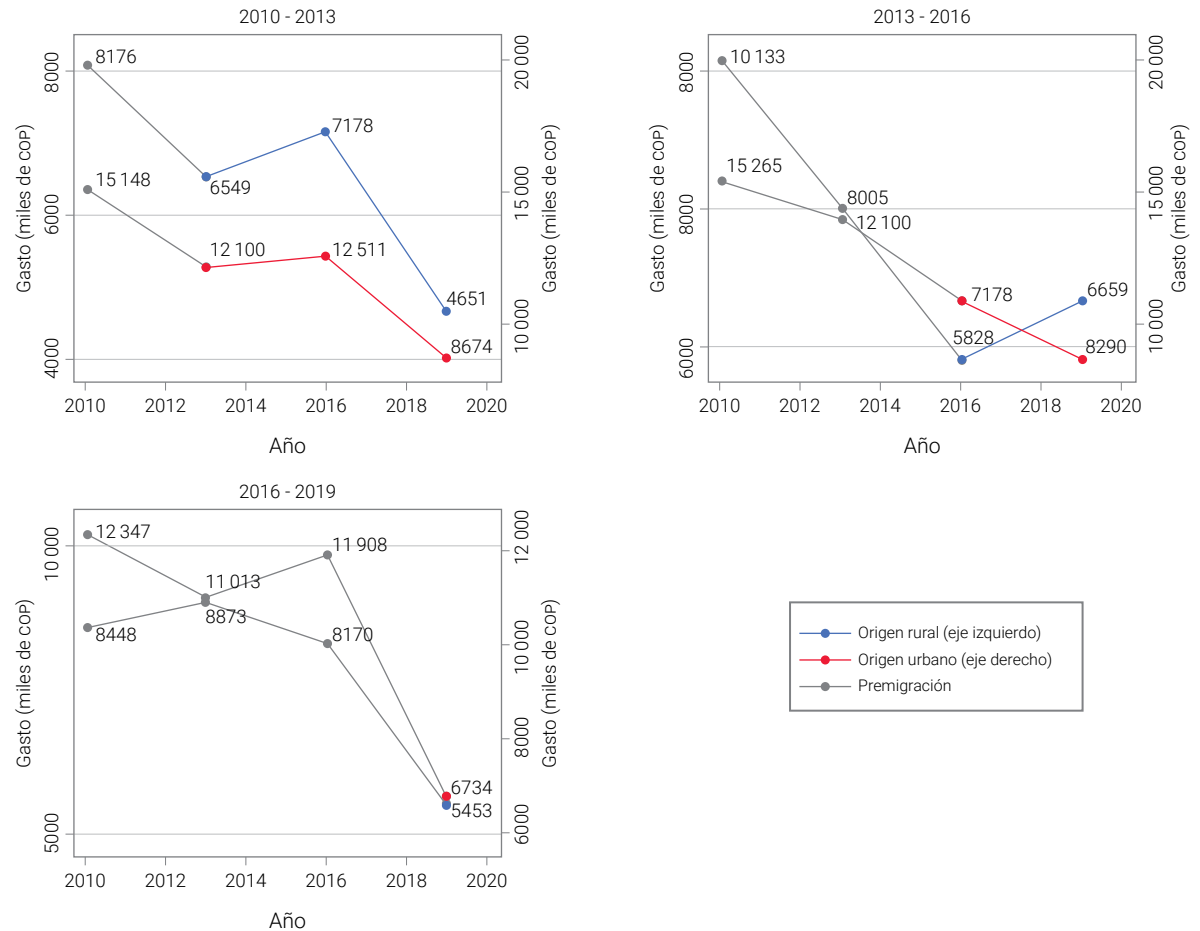 2010 - 2013
8000
6000
4000
Gasto (miles de COP)
20 000
15 000
10 000
Gasto (miles de COP)
8176
15 148
6549
7178
12 100
12 511
4651
8674
2010 2012 2014 2016 2018 2020
Año
2013 - 2016
8000
8000
6000
Gasto (miles de COP)
20 000
15 000
10 000
Gasto (miles de COP)
10 133
15 265
8005
12 100
7178
5828
6659
8290
2010 2012 2014 2016 2018 2020
Año
2016 - 2019
10 000
5000
Gasto (miles de COP)
12 000
10 000
8000
6000
Gasto (miles de COP)
12 347
8448
11 013
8873
11 908
8170
6734
5453
2010 2012 2014 2016 2018 2020
Año
Origen rural (eje izquierdo)
Origen urbano (eje derecho)
Premigración